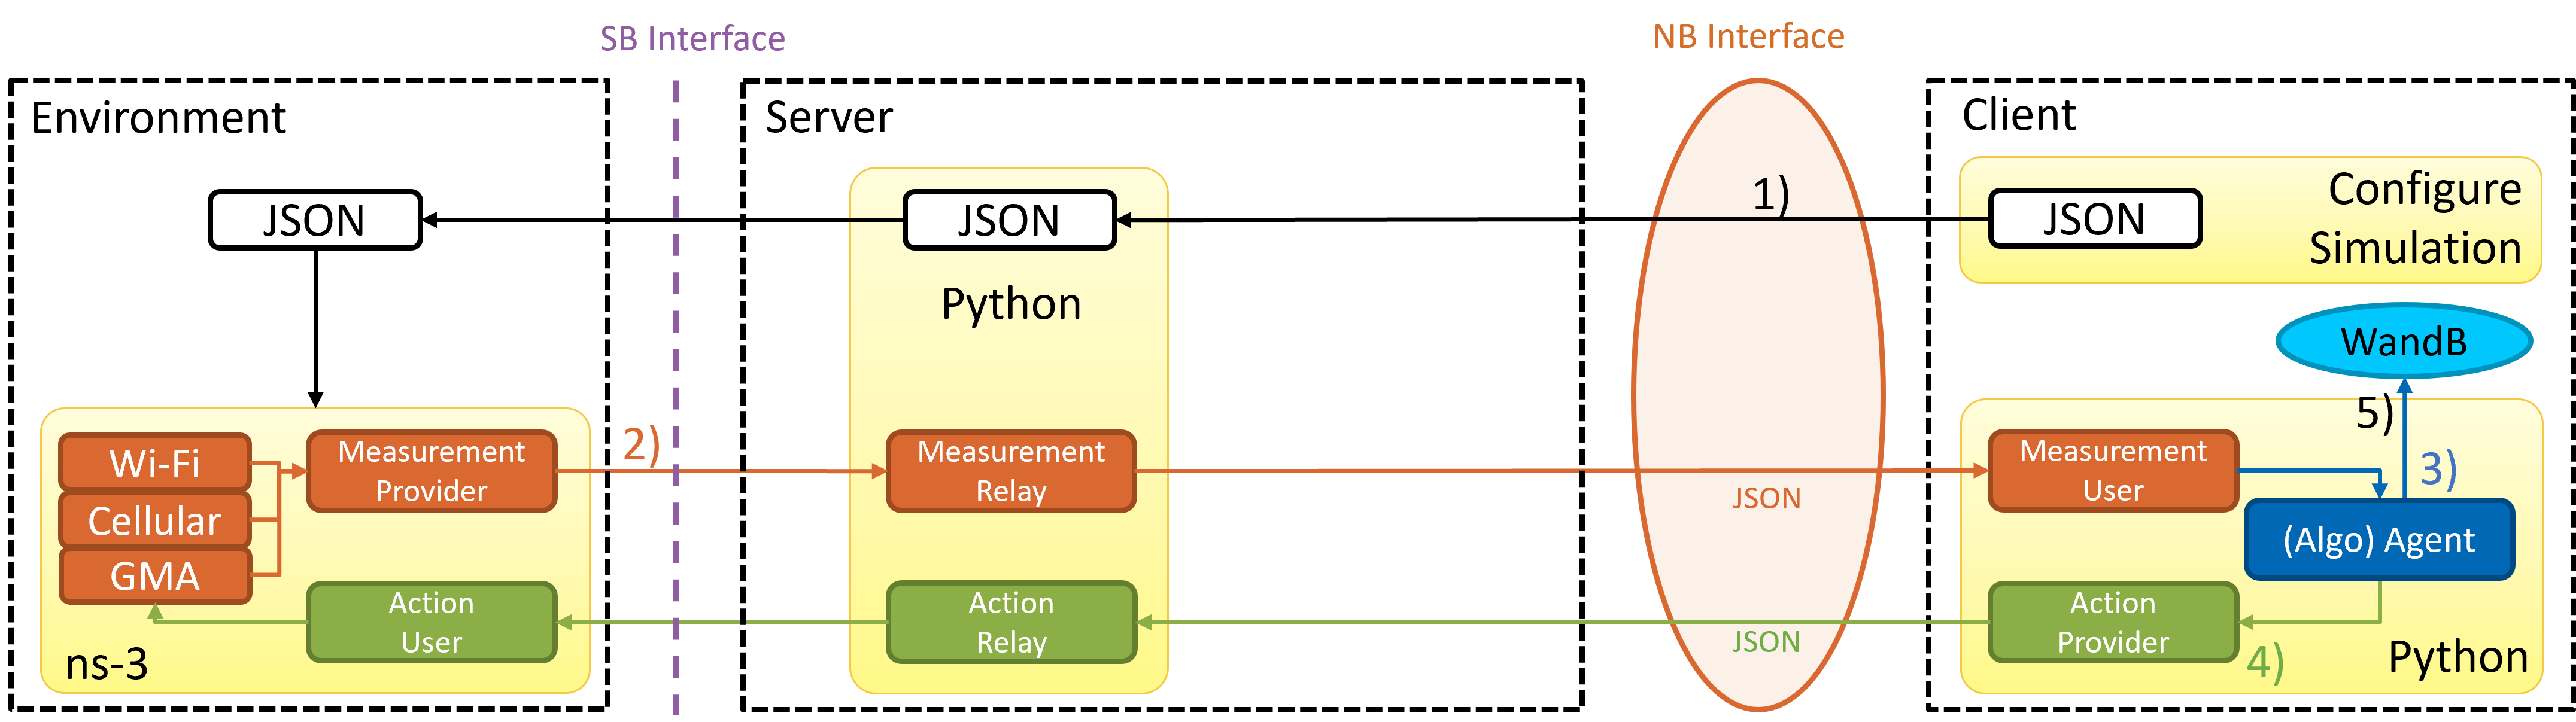 SB Interface
NB Interface
Environment
Server
Client
JSON
JSON
Python
1)
JSON
Configure
Simulation
WandB
5)
3)
Wi-Fi
Cellular
GMA
Measurement
Provider
2)
Measurement
Relay
JSON
Measurement
User
(Algo) Agent
Action
User
ns-3
Action
Relay
JSON
Action
Provider
4)
Python